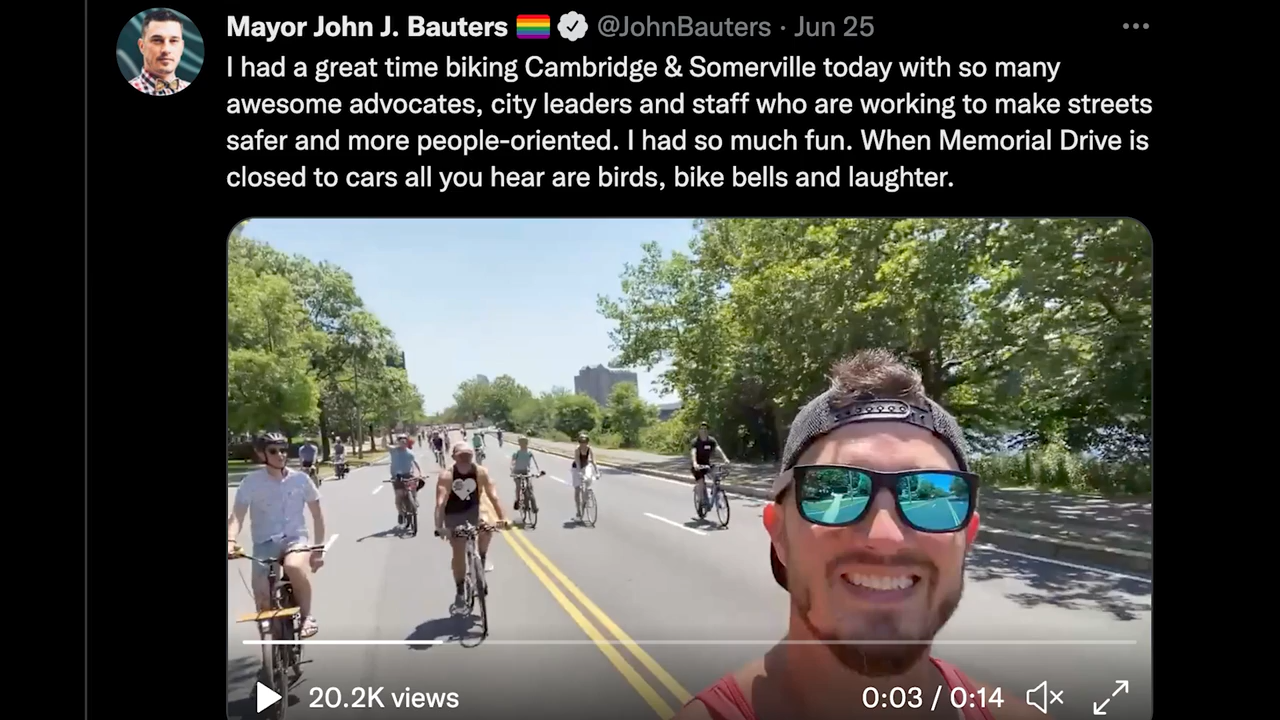 Mayor John J. Bauters 🏳️‍🌈 @JohnBauters · Jun 25
I had a great time biking Cambridge & Somerville today with so many
awesome advocates, city leaders and staff who are working to make streets
safer and more people-oriented. I had so much fun. When Memorial Drive is
closed to cars all you hear are birds, bike bells and laughter.
20.2K views 0:03 / 0:14